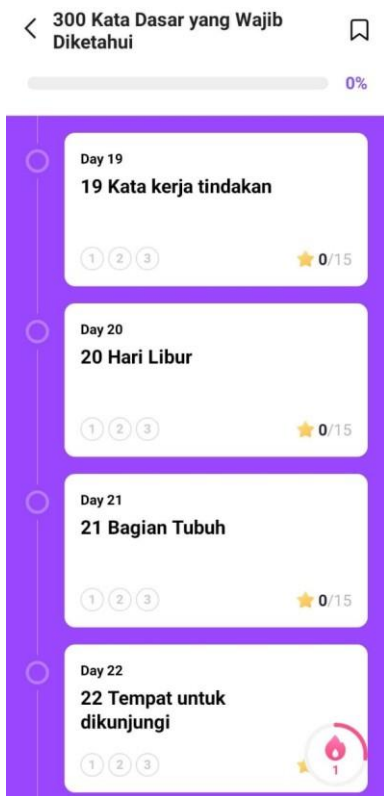 300 Kata Dasar yang Wajib
Diketahui
0%
Day 19
19 Kata kerja tindakan
1 2 3
0/15
Day 20
20 Hari Libur
1 2 3
0/15
Day 21
21 Bagian Tubuh
1 2 3
0/15
Day 22
22 Tempat untuk
dikunjungi
1 2 3
1